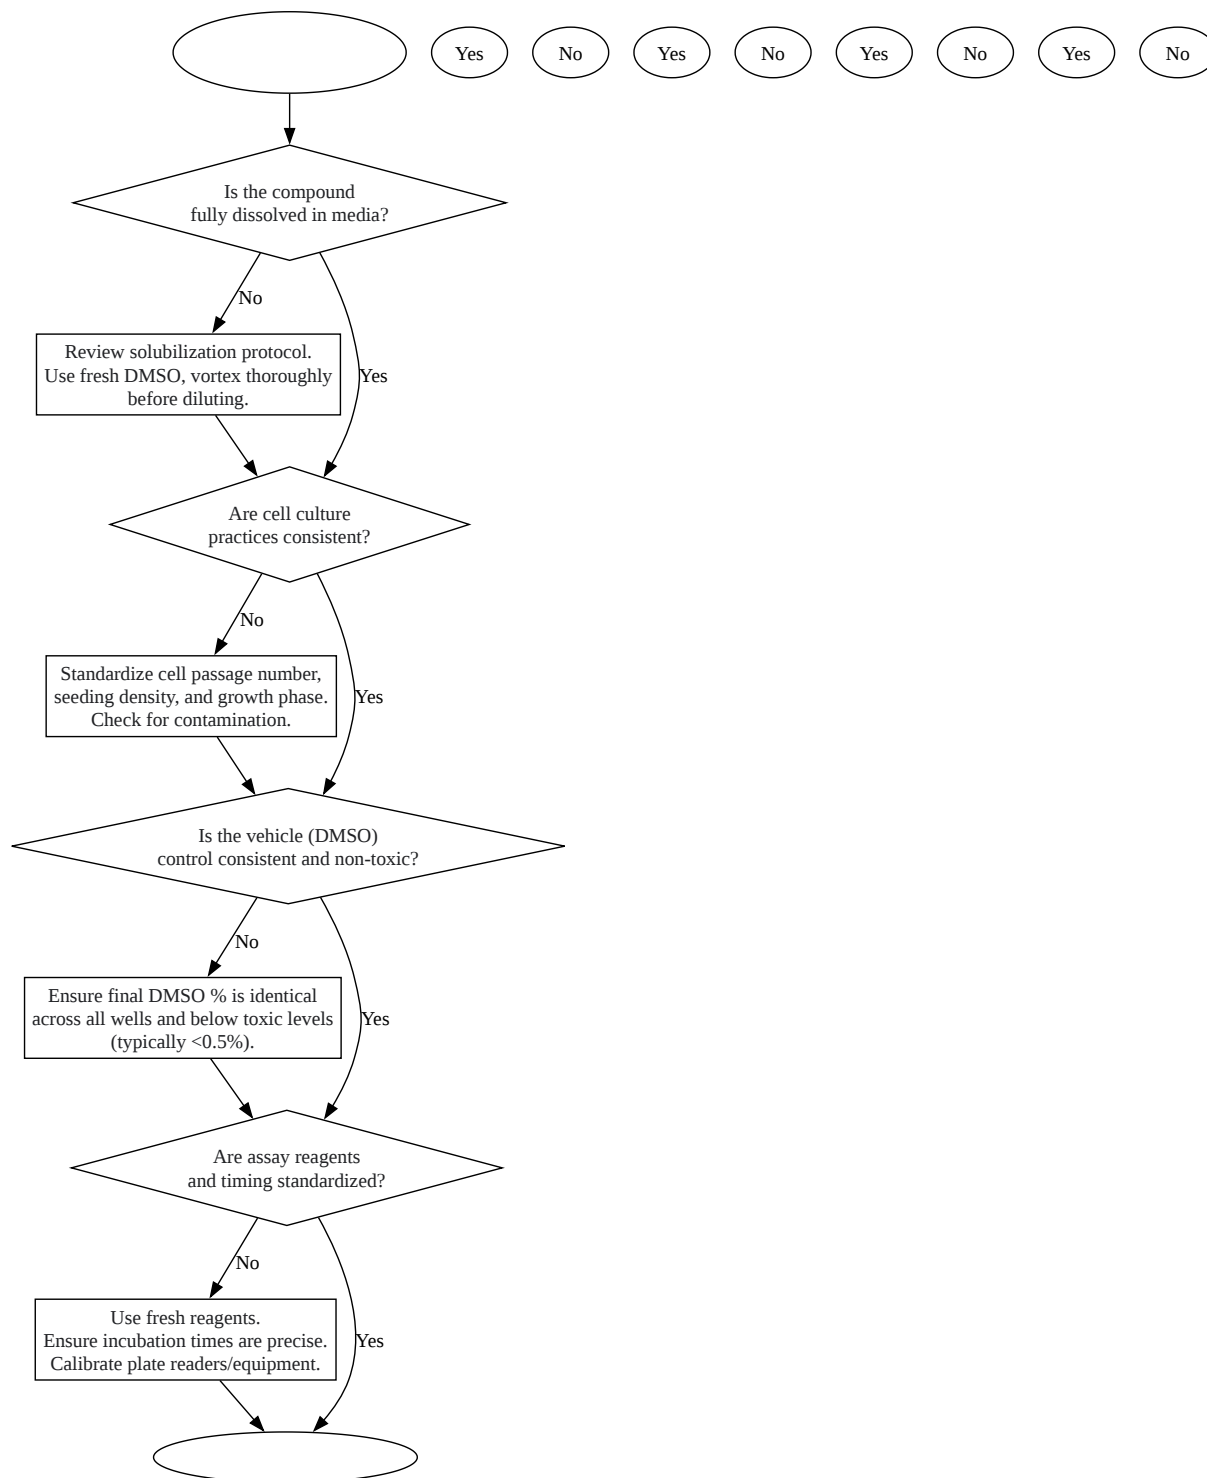 Yes
No
Yes
No
Yes
No
Yes
No
Is the compound
fully dissolved in media?
No
Review solubilization protocol.
Use fresh DMSO, vortex thoroughly
before diluting.
Yes
Are cell culture
practices consistent?
No
Standardize cell passage number,
seeding density, and growth phase.
Check for contamination.
Yes
Is the vehicle (DMSO)
control consistent and non-toxic?
No
Ensure final DMSO % is identical
across all wells and below toxic levels
(typically <0.5%).
Yes
Are assay reagents
and timing standardized?
No
Use fresh reagents.
Ensure incubation times are precise.
Calibrate plate readers/equipment.
Yes